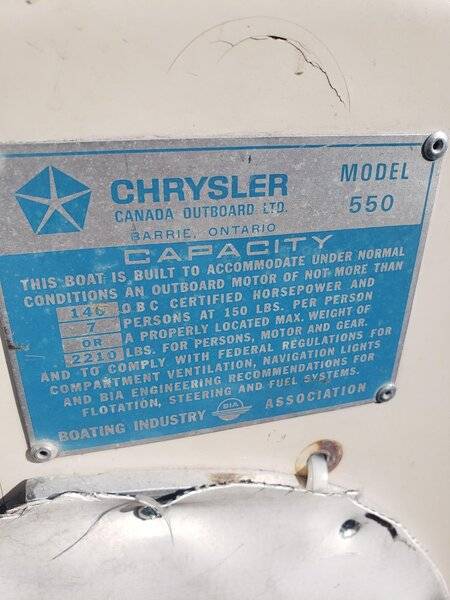 CHRYSLER
CANADA OUTBOARD LTD.
BARRIE, ONTARIO
MODEL
550
CAPACITY
THIS BOAT IS BUILT TO ACCOMMODATE UNDER NORMAL
CONDITIONS AN OUTBOARD MOTOR OF NOT MORE THAN
146 OBC CERTIFIED HORSEPOWER AND
7 PERSONS AT 150 LBS. PER PERSON
OR A PROPERLY LOCATED MAX. WEIGHT OF
2210 LBS. FOR PERSONS, MOTOR AND GEAR.
AND TO COMPLY WITH FEDERAL REGULATIONS FOR
COMPARTMENT VENTILATION, NAVIGATION LIGHTS
AND BIA ENGINEERING RECOMMENDATIONS FOR
FLOTATION, STEERING AND FUEL SYSTEMS.
BOATING INDUSTRY BIA ASSOCIATION